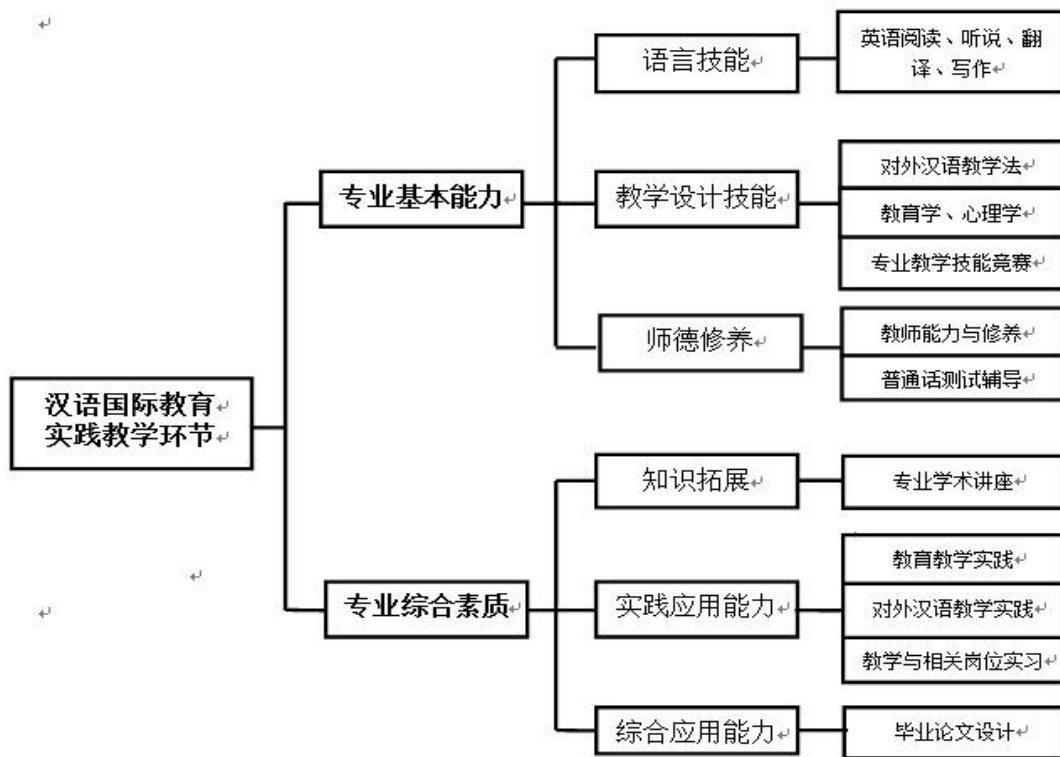 语言技能
英语阅读、听说、翻
译、写作
专业基本能力
教学设计技能
对外汉语教学法
教育学、心理学
专业教学技能竞赛
师德修养
教师能力与修养
普通话测试辅导
汉语国际教育
实践教学环节
知识拓展
专业学术讲座
专业综合素质
实践应用能力
教育教学实践
对外汉语教学实践
教学与相关岗位实习
综合应用能力
毕业论文设计